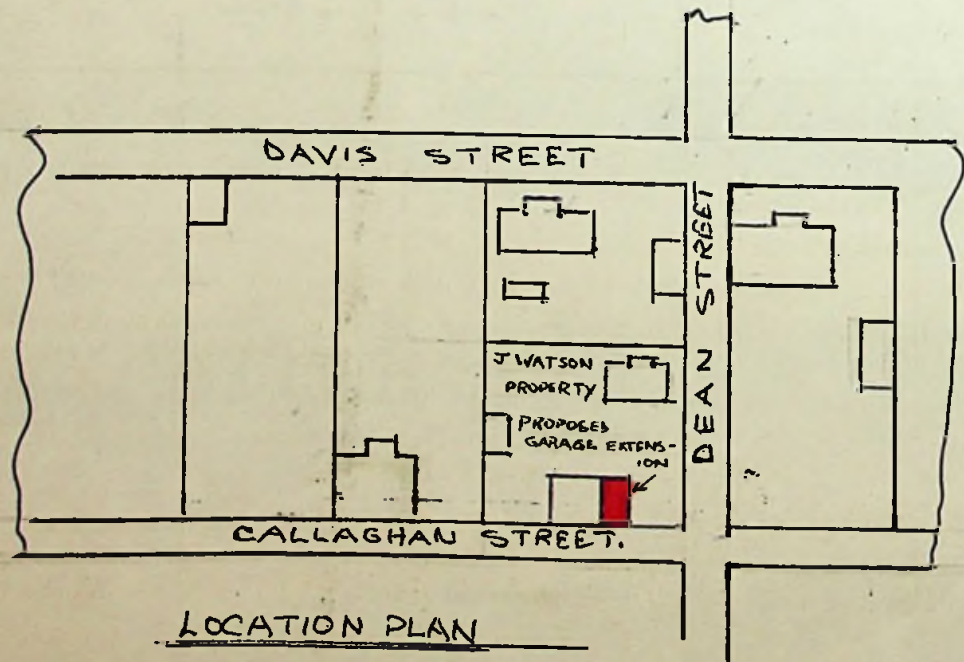 DAVIS STREET
DEAN STREET
J WATSON
PROPERTY
PROPOSED
GARAGE EXTENS-
ION
CALLAGHAN STREET.
LOCATION PLAN